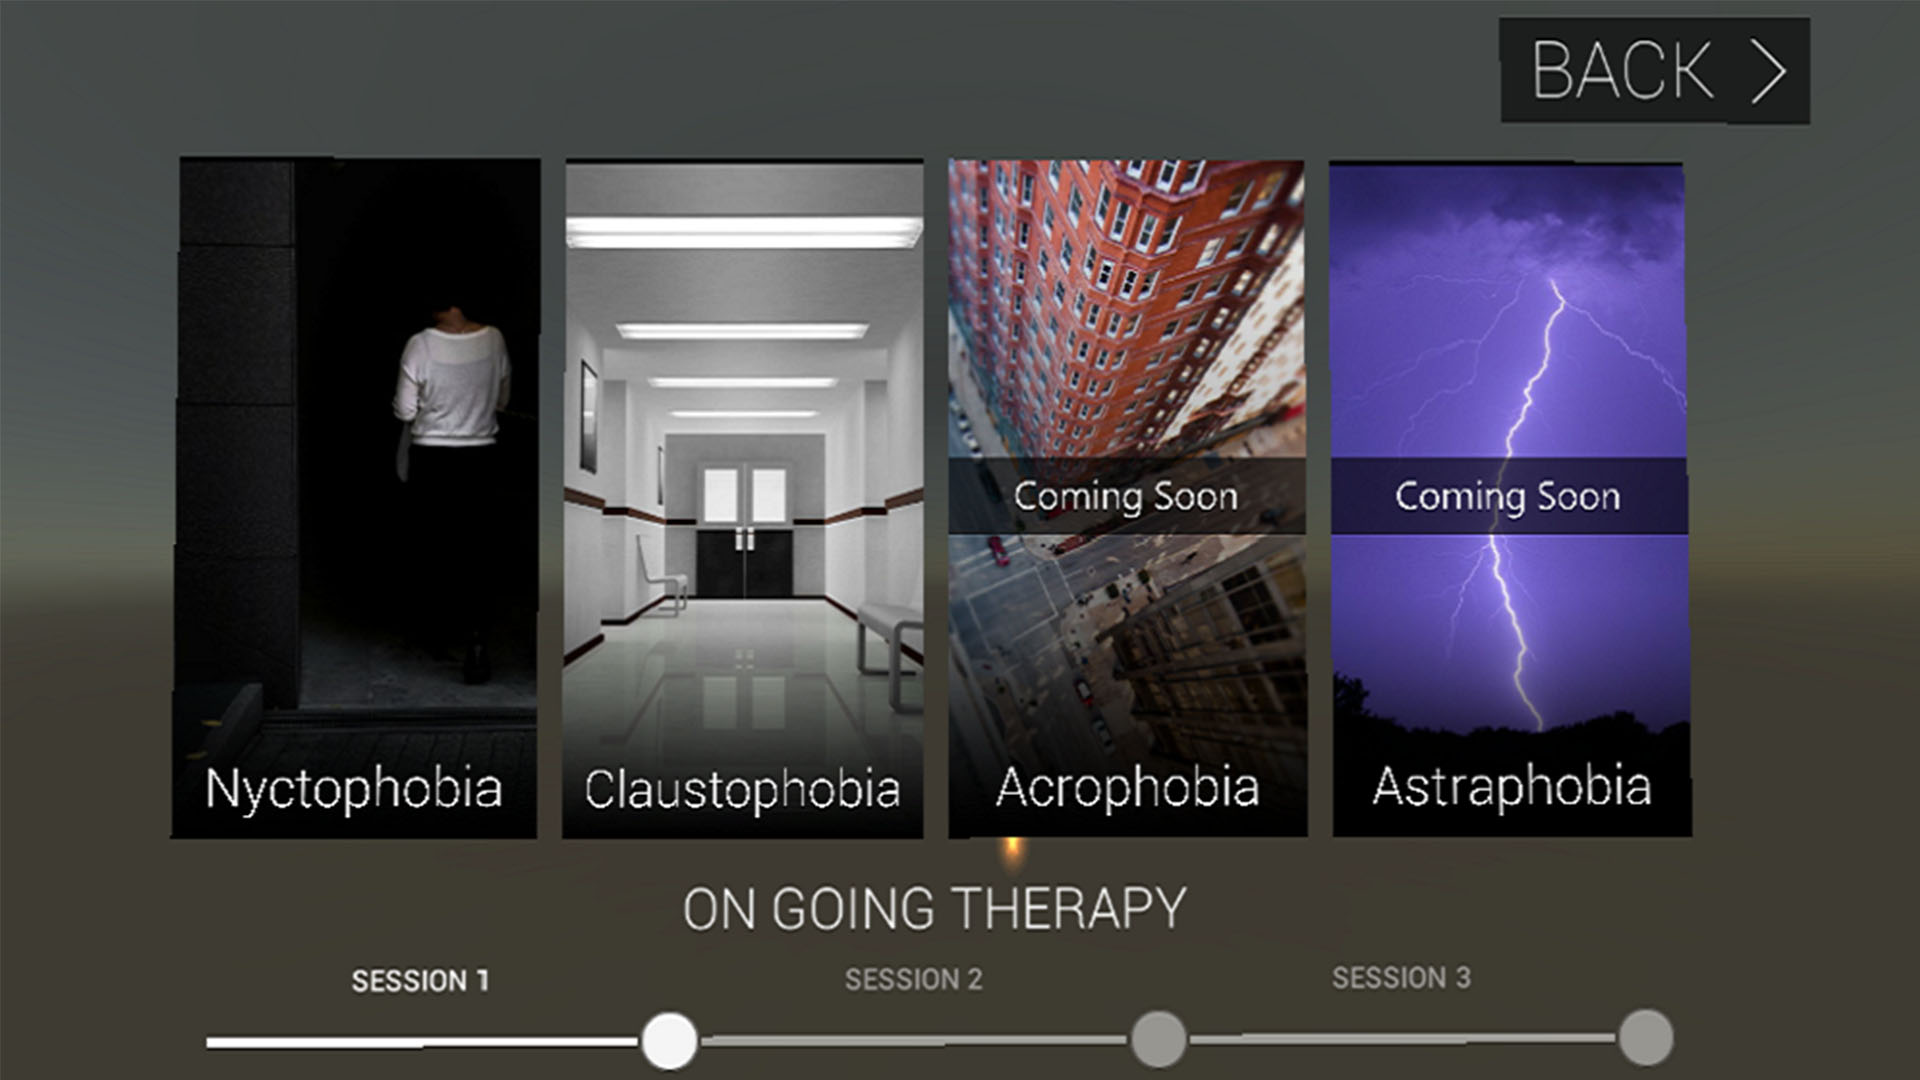 BACK >
Coming Soon
Coming Soon
Nyctophobia
Claustophobia
Acrophobia
Astraphobia
ON GOING THERAPY
SESSION 1
SESSION 2
SESSION 3